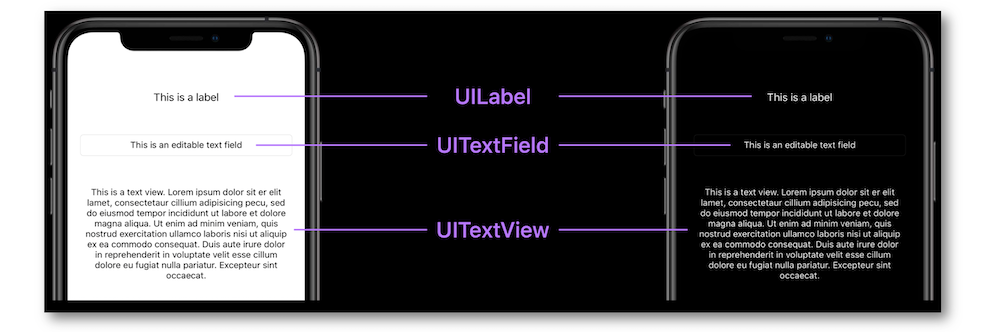 This is a label
UILabel
This is a label
This is an editable text field
UITextField
This is an editable text field
This is a text view. Lorem ipsum dolor sit er elit
lamet, consectetaur cillium adipisicing pecu, sed
do eiusmod tempor incididunt ut labore et dolore
magna aliqua. Ut enim ad minim veniam, quis
nostrud exercitation ullamco laboris nisi ut aliquip
ex ea commodo consequat. Duis aute irure dolor
in reprehenderit in voluptate velit esse cillum
dolore eu fugiat nulla pariatur. Excepteur sint
occaecat.
UITextView
This is a text view. Lorem ipsum dolor sit er elit
lamet, consectetaur cillium adipisicing pecu, sed
do eiusmod tempor incididunt ut labore et dolore
magna aliqua. Ut enim ad minim veniam, quis
nostrud exercitation ullamco laboris nisi ut aliquip
ex ea commodo consequat. Duis aute irure dolor
in reprehenderit in voluptate velit esse cillum
dolore eu fugiat nulla pariatur. Excepteur sint
occaecat.